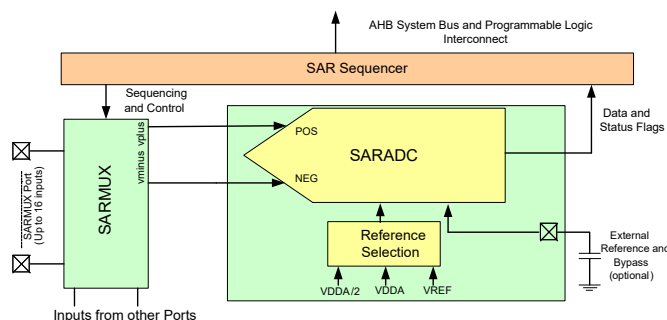 AHB System Bus and Programmable Logic
Interconnect
SAR Sequencer
Sequencing
and Control
Data and
Status Flags
vminus vplus
POS
SARADC
NEG
SARMUX
SARMUX Port
(Up to 16 inputs)
Reference
Selection
External
Reference and
Bypass
(optional)
VDDA/2
VDDA
VREF
Inputs from other Ports